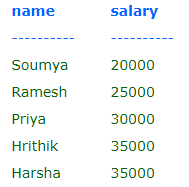 name salary
---------- ----------
Soumya 20000
Ramesh 25000
Priya 30000
Hrithik 35000
Harsha 35000